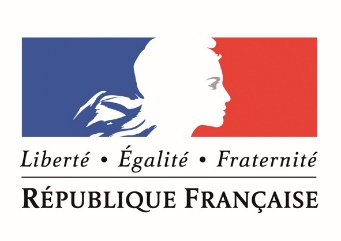 Liberté • Égalité • Fraternité
RÉPUBLIQUE FRANÇAISE